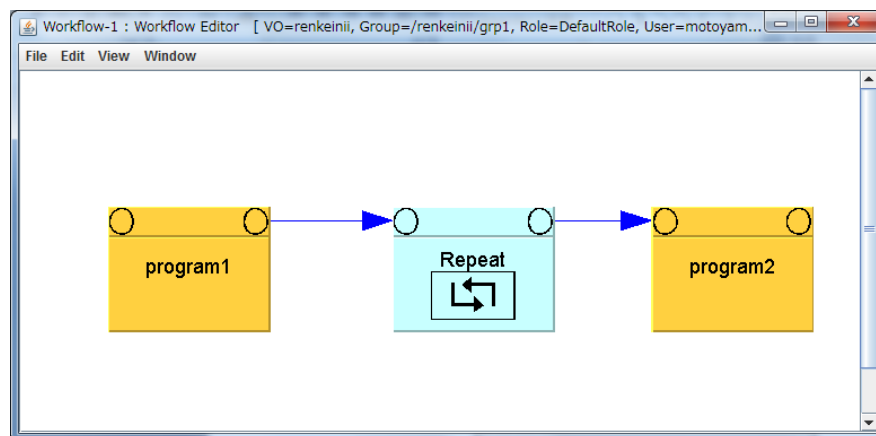 Workflow-1 : Workflow Editor [ VO=renkeinii, Group=/renkeinii/grp1, Role=DefaultRole, User=motoyam...
File Edit View Window
program1
Repeat
program2